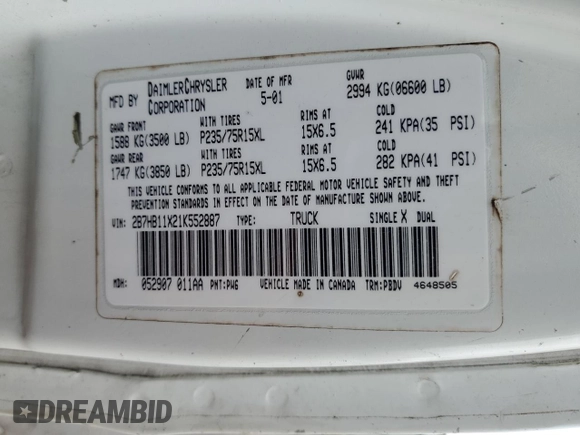 MFD BY DAIMLERCHRYSLER CORPORATION DATE OF MFR 5-01 GVWR 2994 KG(06600 LB)
GAWR FRONT WITH TIRES RIMS AT COLD
1588 KG(3500 LB) P235/75R15XL 15X6.5 241 KPA(35 PSI)
GAWR REAR WITH TIRES RIMS AT COLD
1747 KG(3850 LB) P235/75R15XL 15X6.5 282 KPA(41 PSI)
THIS VEHICLE CONFORMS TO ALL APPLICABLE FEDERAL MOTOR VEHICLE SAFETY AND THEFT
PREVENTION STANDARDS IN EFFECT ON THE DATE OF MANUFACTURE SHOWN ABOVE.
VIN: 2B7HB11X21K552887 TYPE: TRUCK SINGLE X DUAL
MDH: 052907 011AA PNT:PW6 VEHICLE MADE IN CANADA TRM:PBDV 4648505
DREAMBID